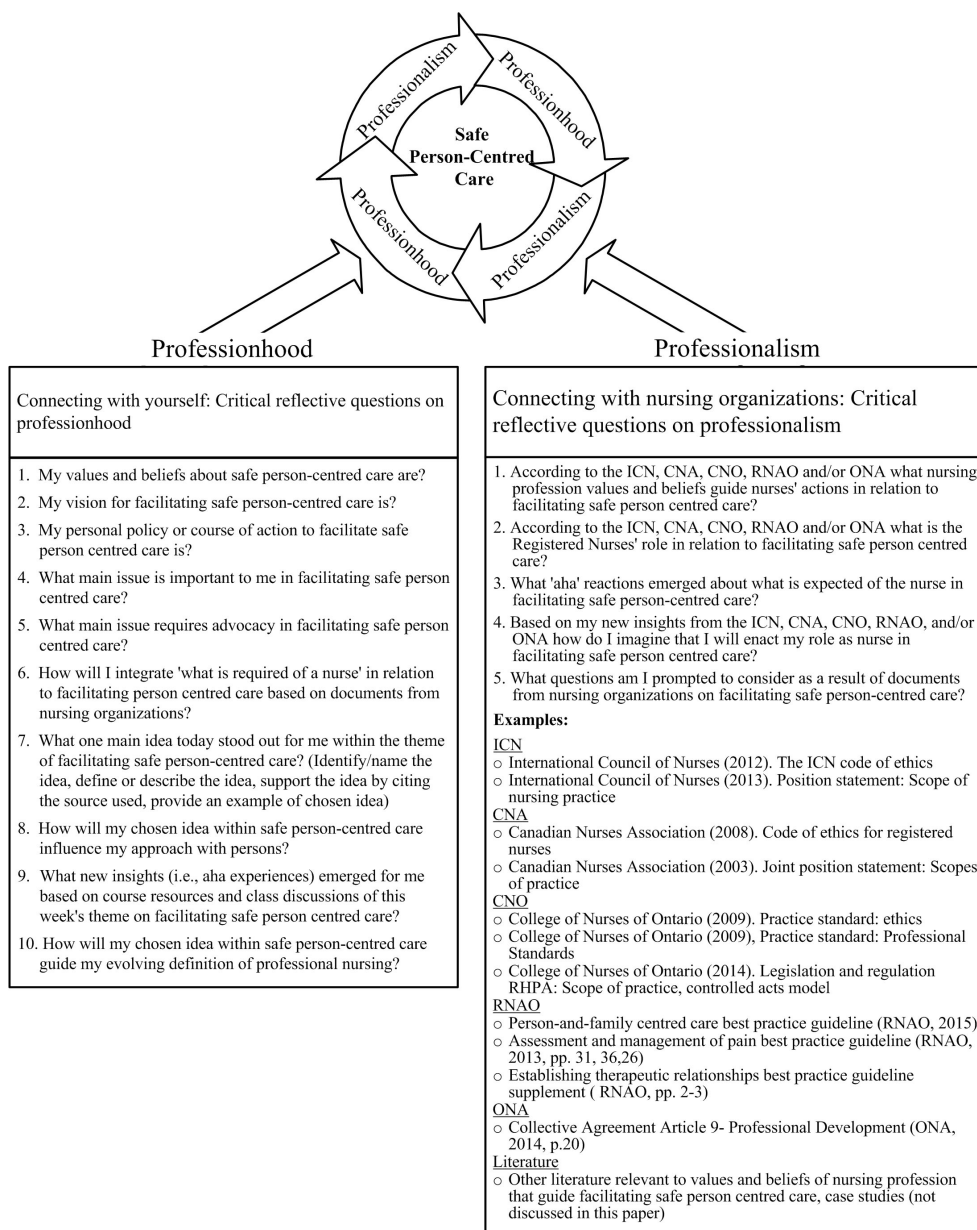 Professionalism
Professionhood
Safe
Person-Centred
Care
Professionhood
Professionalism
Professionhood
Connecting with yourself: Critical reflective questions on
professionhood
1. My values and beliefs about safe person-centred care are?
2. My vision for facilitating safe person-centred care is?
3. My personal policy or course of action to facilitate safe
person centred care is?
4. What main issue is important to me in facilitating safe person
centred care?
5. What main issue requires advocacy in facilitating safe person
centred care?
6. How will I integrate 'what is required of a nurse' in relation
to facilitating person centred care based on documents from
nursing organizations?
7. What one main idea today stood out for me within the theme
of facilitating safe person-centred care? (Identify/name the
idea, define or describe the idea, support the idea by citing
the source used, provide an example of chosen idea)
8. How will my chosen idea within safe person-centred care
influence my approach with persons?
9. What new insights (i.e., aha experiences) emerged for me
based on course resources and class discussions of this
week's theme on facilitating safe person centred care?
10. How will my chosen idea within safe person-centred care
guide my evolving definition of professional nursing?
Professionalism
Connecting with nursing organizations: Critical
reflective questions on professionalism
1. According to the ICN, CNA, CNO, RNAO and/or ONA what nursing
profession values and beliefs guide nurses' actions in relation to
facilitating safe person centred care?
2. According to the ICN, CNA, CNO, RNAO and/or ONA what is the
Registered Nurses' role in relation to facilitating safe person centred
care?
3. What 'aha' reactions emerged about what is expected of the nurse in
facilitating safe person-centred care?
4. Based on my new insights from the ICN, CNA, CNO, RNAO, and/or
ONA how do I imagine that I will enact my role as nurse in
facilitating safe person centred care?
5. What questions am I prompted to consider as a result of documents
from nursing organizations on facilitating safe person-centred care?
Examples:
ICN
○ International Council of Nurses (2012). The ICN code of ethics
○ International Council of Nurses (2013). Position statement: Scope of
nursing practice
CNA
○ Canadian Nurses Association (2008). Code of ethics for registered
nurses
○ Canadian Nurses Association (2003). Joint position statement: Scopes
of practice
CNO
○ College of Nurses of Ontario (2009). Practice standard: ethics
○ College of Nurses of Ontario (2009), Practice standard: Professional
Standards
○ College of Nurses of Ontario (2014). Legislation and regulation
RHPA: Scope of practice, controlled acts model
RNAO
○ Person-and-family centred care best practice guideline (RNAO, 2015)
○ Assessment and management of pain best practice guideline (RNAO,
2013, pp. 31, 36,26)
○ Establishing therapeutic relationships best practice guideline
supplement ( RNAO, pp. 2-3)
ONA
○ Collective Agreement Article 9- Professional Development (ONA,
2014, p.20)
Literature
○ Other literature relevant to values and beliefs of nursing profession
that guide facilitating safe person centred care, case studies (not
discussed in this paper)